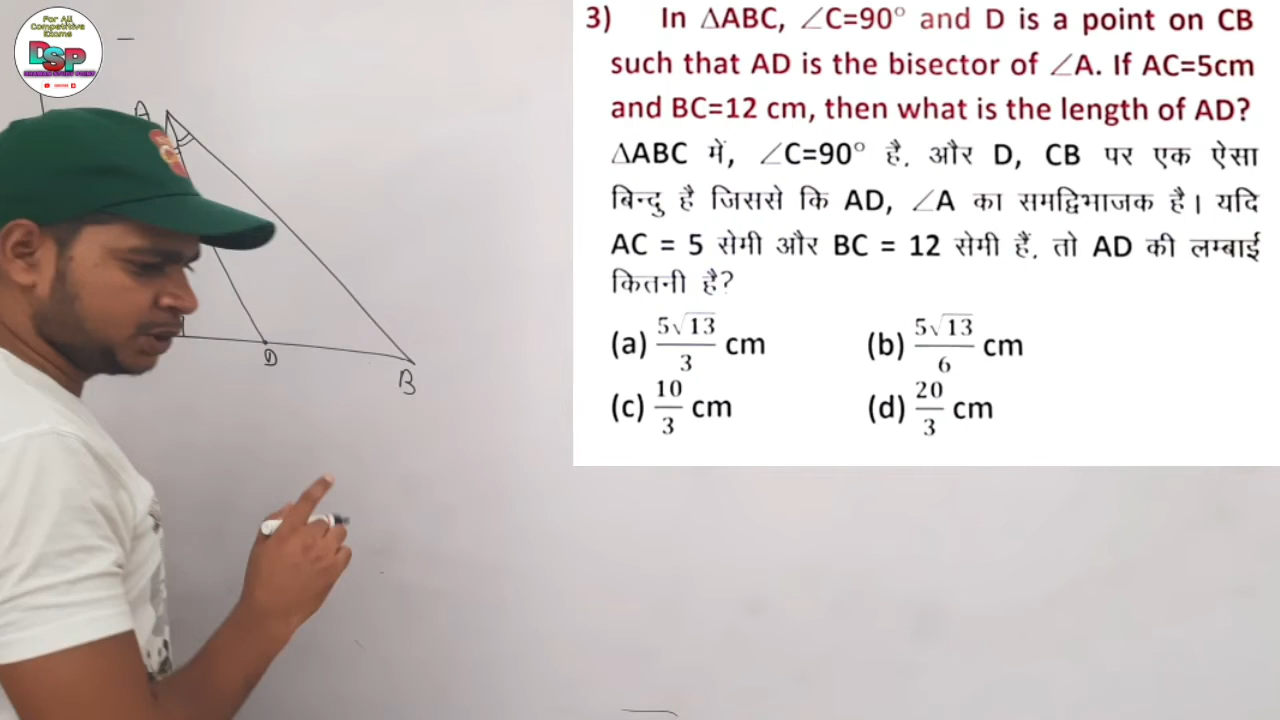 For All
Competitive
Exams
DSP
3) In ΔABC, ∠C=90° and D is a point on CB
such that AD is the bisector of ∠A. If AC=5cm
and BC=12 cm, then what is the length of AD?
ΔABC में, ∠C=90° है. और D, CB पर एक ऐसा
बिन्दु है जिससे कि AD, ∠A का समद्विभाजक है। यदि
AC = 5 सेमी और BC = 12 सेमी हैं, तो AD की लम्बाई
कितनी है?
(a) 5√13/3 cm (b) 5√13/6 cm
(c) 10/3 cm (d) 20/3 cm
A
D
B